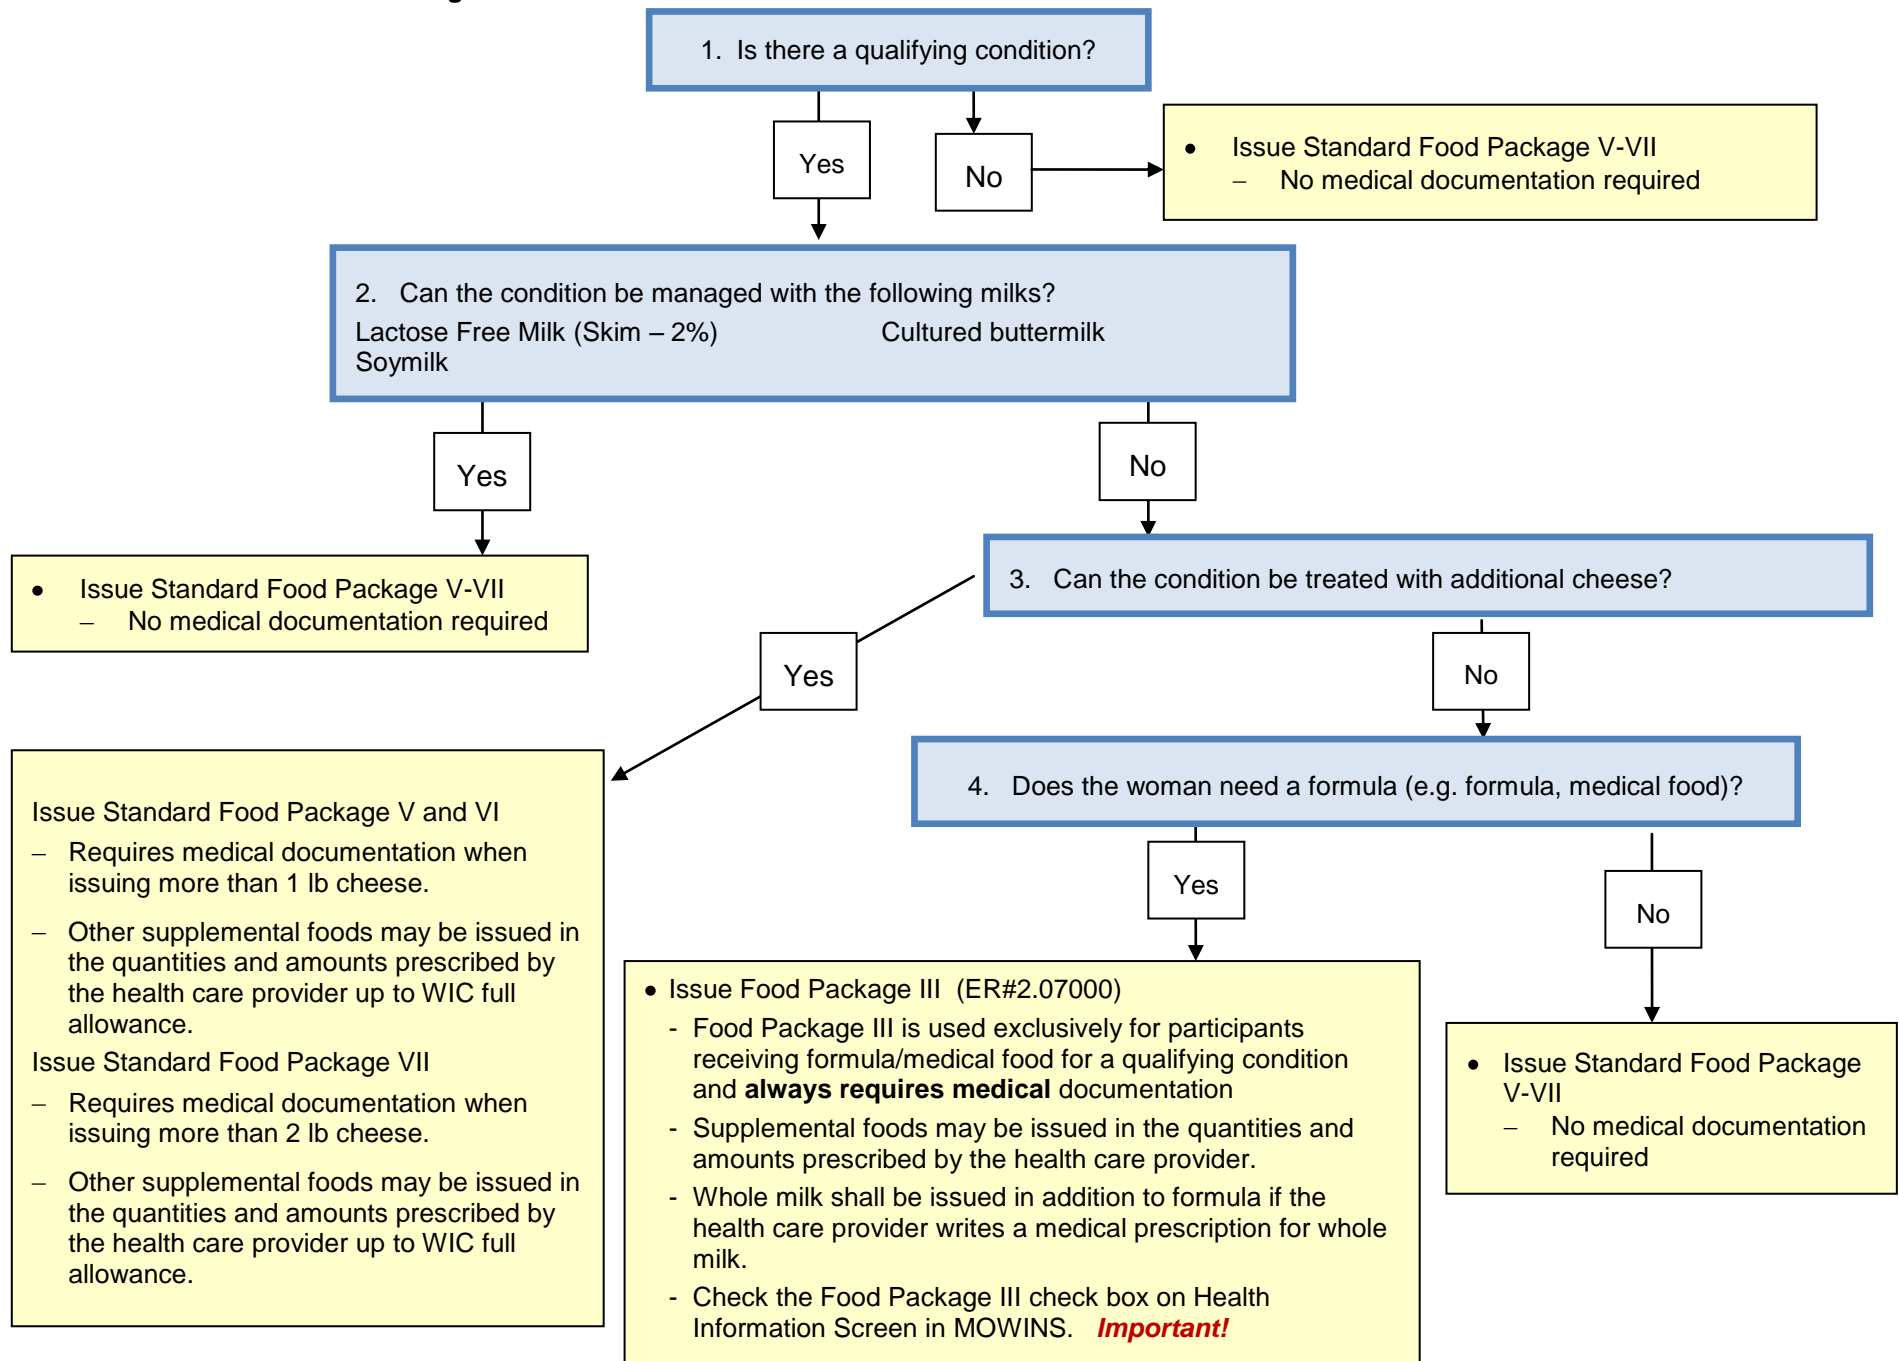 1. Is there a qualifying condition?
Yes
No
• Issue Standard Food Package V-VII
– No medical documentation required
2. Can the condition be managed with the following milks?
Lactose Free Milk (Skim – 2%) Cultured buttermilk
Soymilk
Yes
No
• Issue Standard Food Package V-VII
– No medical documentation required
3. Can the condition be treated with additional cheese?
Yes
No
Issue Standard Food Package V and VI
– Requires medical documentation when
issuing more than 1 lb cheese.
– Other supplemental foods may be issued in
the quantities and amounts prescribed by
the health care provider up to WIC full
allowance.
Issue Standard Food Package VII
– Requires medical documentation when
issuing more than 2 lb cheese.
– Other supplemental foods may be issued in
the quantities and amounts prescribed by
the health care provider up to WIC full
allowance.
4. Does the woman need a formula (e.g. formula, medical food)?
Yes
No
• Issue Food Package III (ER#2.07000)
- Food Package III is used exclusively for participants
receiving formula/medical food for a qualifying condition
and always requires medical documentation
- Supplemental foods may be issued in the quantities and
amounts prescribed by the health care provider.
- Whole milk shall be issued in addition to formula if the
health care provider writes a medical prescription for whole
milk.
- Check the Food Package III check box on Health
Information Screen in MOWINS. Important!
• Issue Standard Food Package
V-VII
– No medical documentation
required